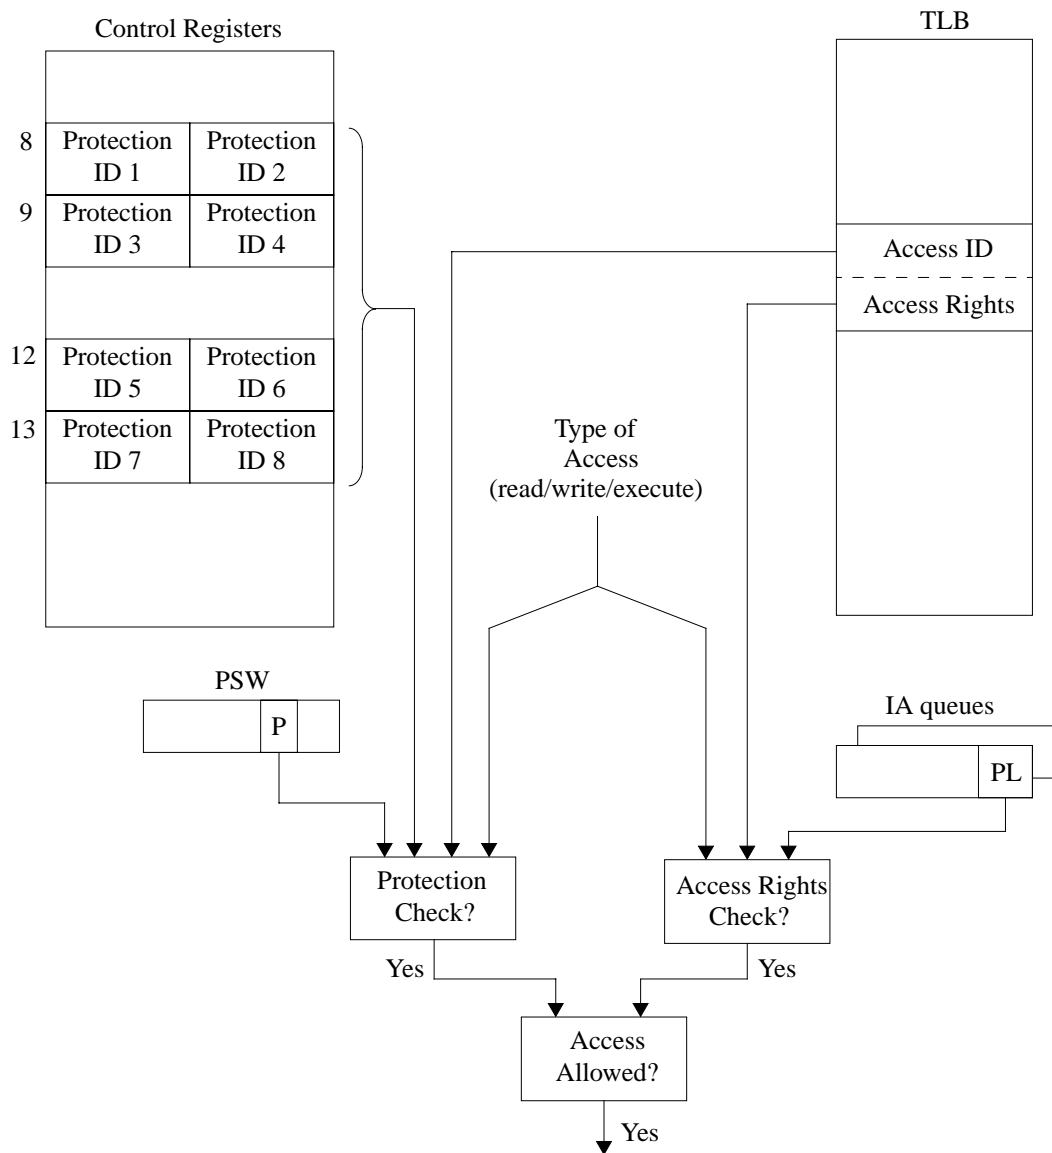 Control Registers
TLB
8
Protection
ID 1
Protection
ID 2
9
Protection
ID 3
Protection
ID 4
12
Protection
ID 5
Protection
ID 6
13
Protection
ID 7
Protection
ID 8
Access ID
Access Rights
Type of
Access
(read/write/execute)
PSW
P
IA queues
PL
Protection
Check?
Access Rights
Check?
Yes
Yes
Access
Allowed?
Yes